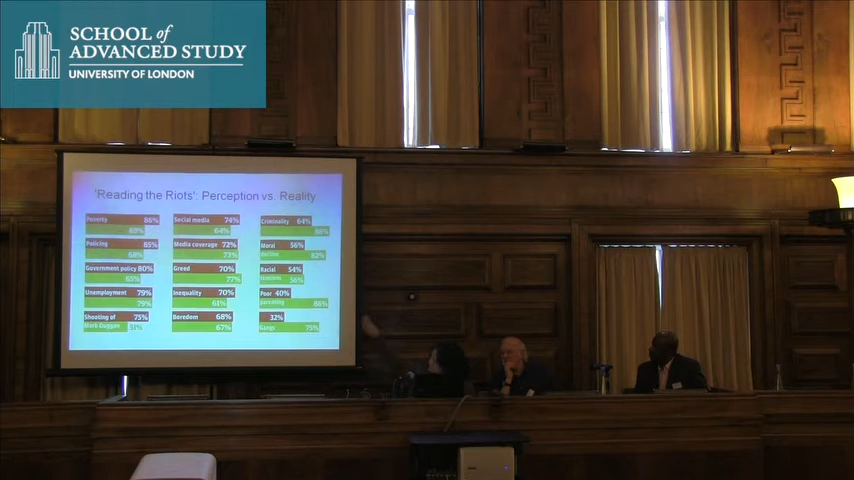 SCHOOL of
ADVANCED STUDY
UNIVERSITY OF LONDON
'Reading the Riots': Perception vs. Reality
Poverty 86%
69%
Policing 85%
68%
Government policy 80%
65%
Unemployment 79%
79%
Shooting of 75%
Mark Duggan 51%
Social media 74%
64%
Media coverage 72%
73%
Greed 70%
77%
Inequality 70%
61%
Boredom 68%
67%
Criminality 64%
86%
Moral 56%
decline 82%
Racial 54%
tensions 56%
Poor 40%
parenting 86%
32%
Gangs 75%